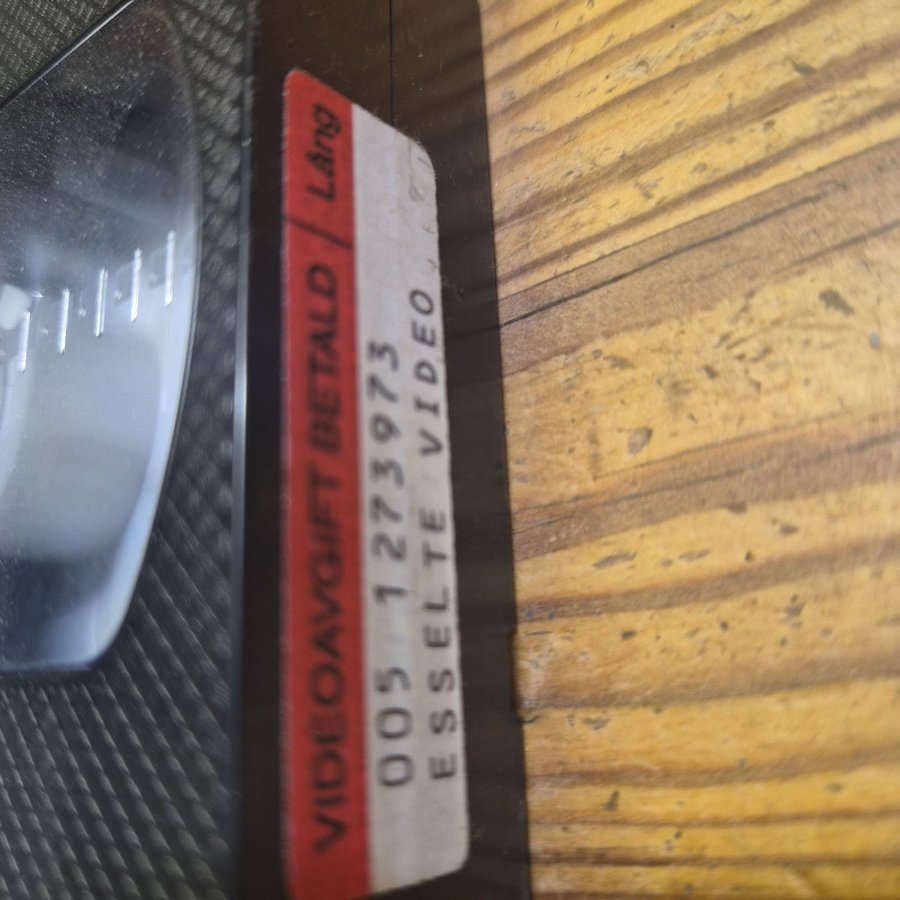 VIDEOAVGIFT BETALD / Lång
005 1273973
ESSELTE VIDEO